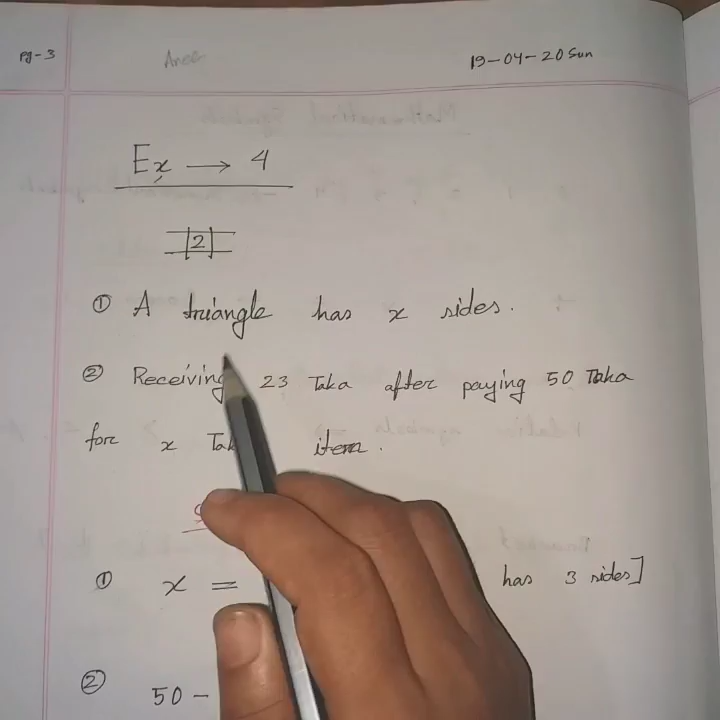 pg-3
19-04-20 Sun
Ex → 4
2
① A triangle has x sides.
② Receiving 23 Taka after paying 50 Taka
for x item.
① x = has 3 sides]
② 50 -